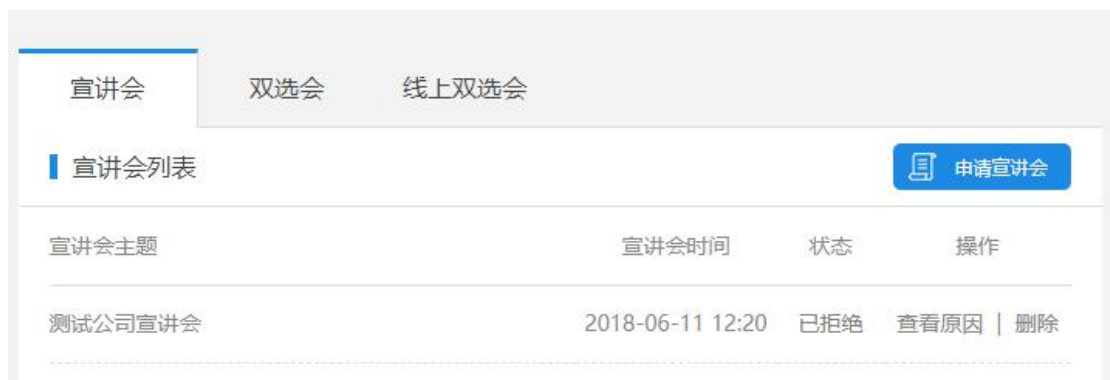 宣讲会 双选会 线上双选会
宣讲会列表 申请宣讲会
宣讲会主题 宣讲会时间 状态 操作
测试公司宣讲会 2018-06-11 12:20 已拒绝 查看原因 | 删除